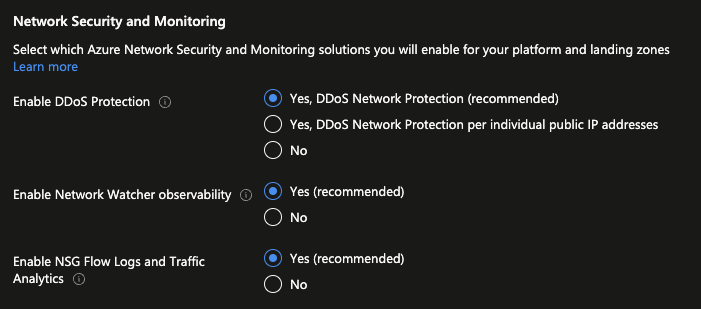 Network Security and Monitoring
Select which Azure Network Security and Monitoring solutions you will enable for your platform and landing zones
Learn more
Enable DDoS Protection
Yes, DDoS Network Protection (recommended)
Yes, DDoS Network Protection per individual public IP addresses
No
Enable Network Watcher observability
Yes (recommended)
No
Enable NSG Flow Logs and Traffic
Analytics
Yes (recommended)
No